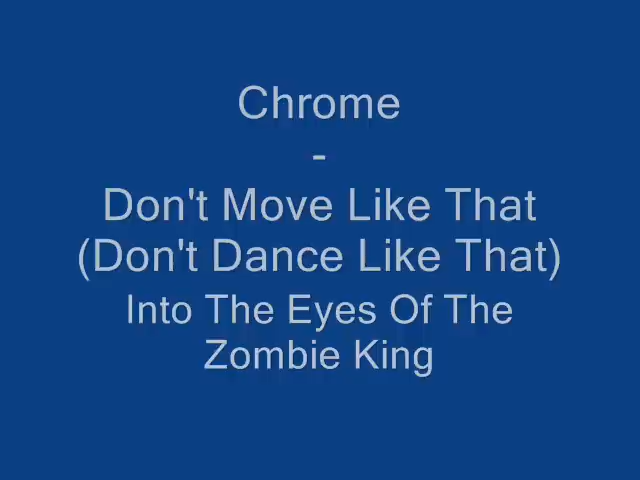 Chrome
-
Don't Move Like That
(Don't Dance Like That)
Into The Eyes Of The
Zombie King